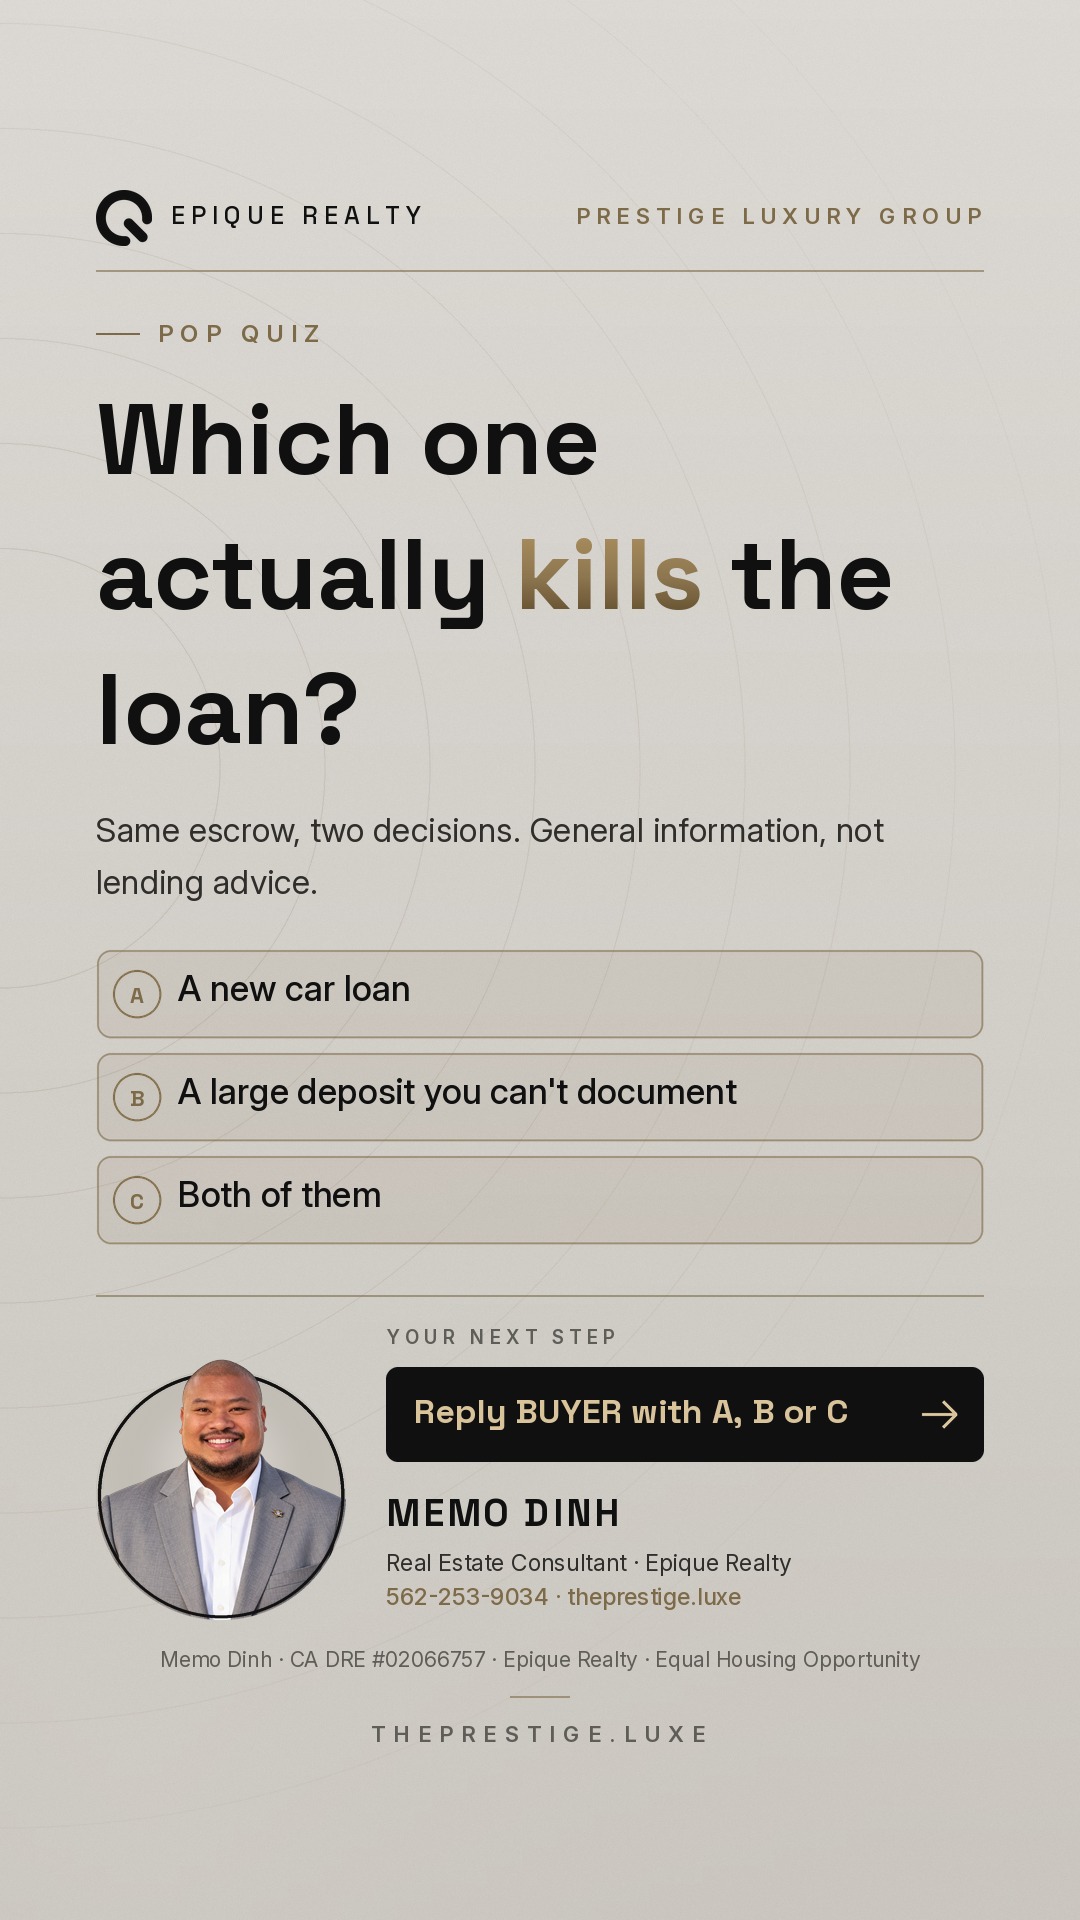 EPIQUE REALTY
PRESTIGE LUXURY GROUP
POP QUIZ
Which one
actually kills the
loan?
Same escrow, two decisions. General information, not
lending advice.
A A new car loan
B A large deposit you can't document
C Both of them
YOUR NEXT STEP
Reply BUYER with A, B or C →
MEMO DINH
Real Estate Consultant · Epique Realty
562-253-9034 · theprestige.luxe
Memo Dinh · CA DRE #02066757 · Epique Realty · Equal Housing Opportunity
THEPRESTIGE.LUXE